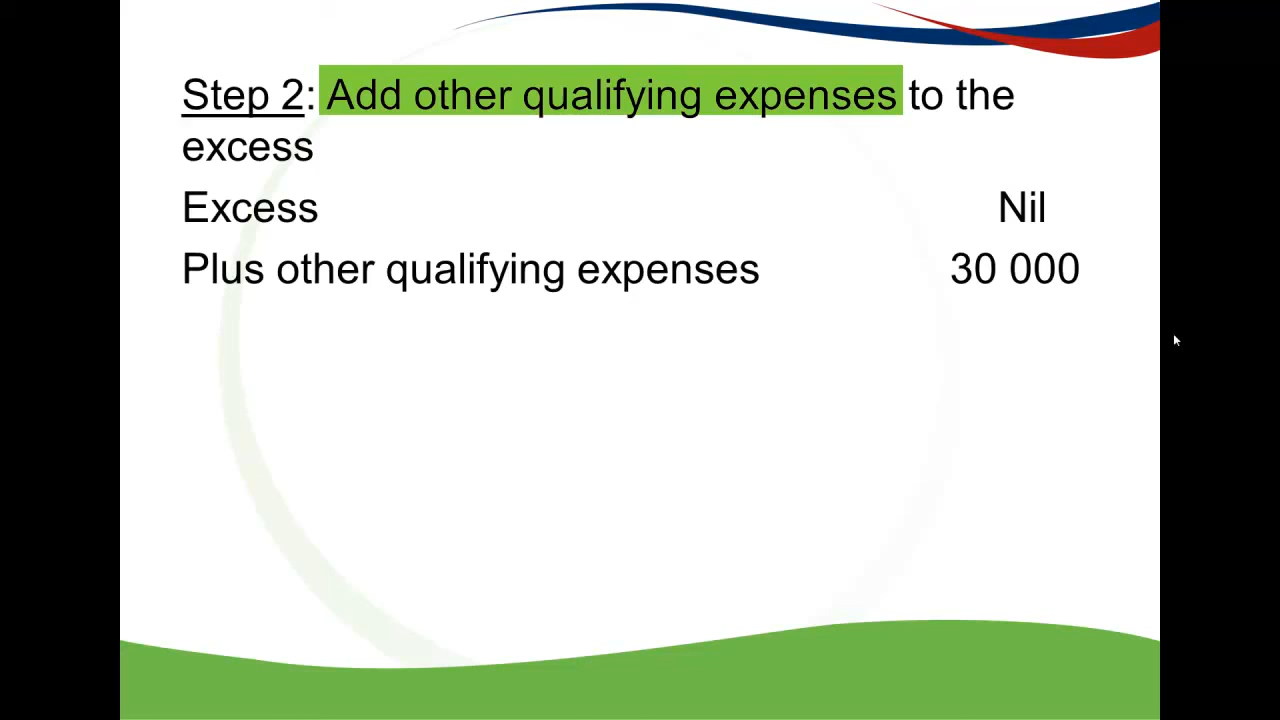 Step 2: Add other qualifying expenses to the
excess
Excess Nil
Plus other qualifying expenses 30 000